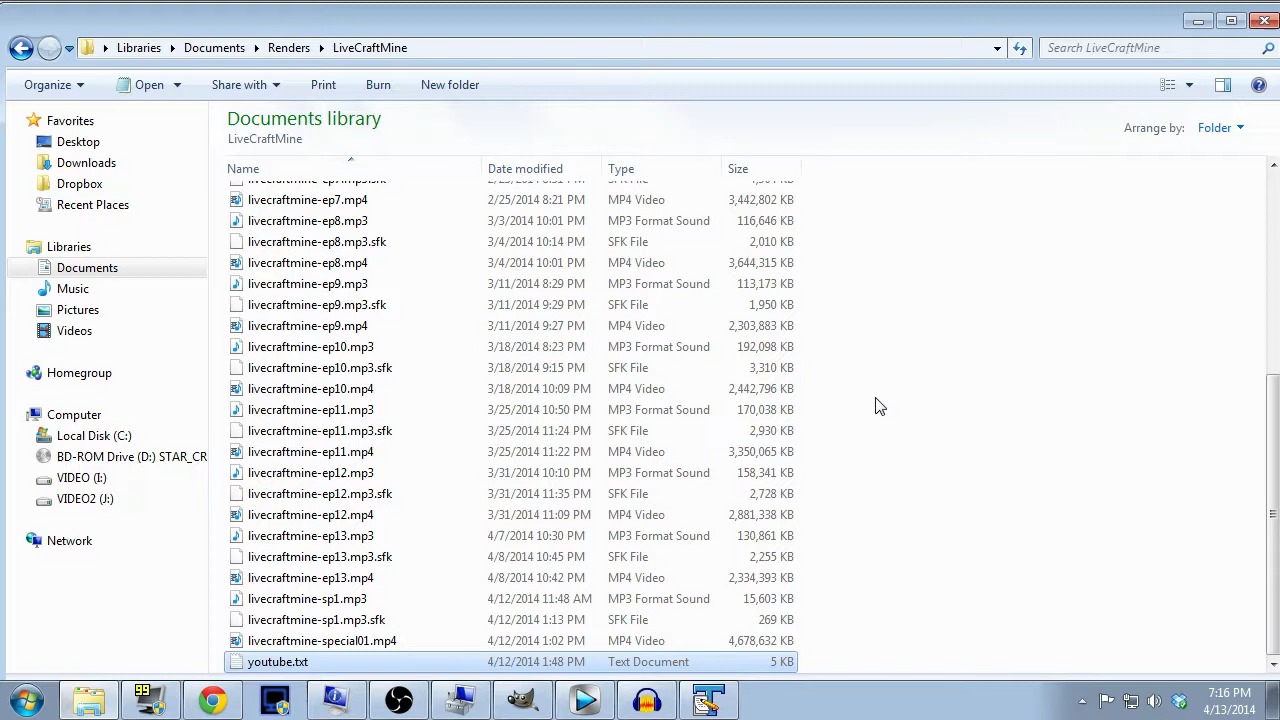 Libraries Documents Renders LiveCraftMine
Search LiveCraftMine
Organize Open Share with Print Burn New folder
Favorites
Desktop
Downloads
Dropbox
Recent Places
Libraries
Documents
Music
Pictures
Videos
Homegroup
Computer
Local Disk (C:)
BD-ROM Drive (D:) STAR_CR
VIDEO (I:)
VIDEO2 (J:)
Network
Documents library
LiveCraftMine
Arrange by: Folder
Name Date modified Type Size
livecraftmine-ep7.mp4 2/25/2014 8:21 PM MP4 Video 3,442,802 KB
livecraftmine-ep8.mp3 3/3/2014 10:01 PM MP3 Format Sound 116,646 KB
livecraftmine-ep8.mp3.sfk 3/4/2014 10:14 PM SFK File 2,010 KB
livecraftmine-ep8.mp4 3/4/2014 10:01 PM MP4 Video 3,644,315 KB
livecraftmine-ep9.mp3 3/11/2014 8:29 PM MP3 Format Sound 113,173 KB
livecraftmine-ep9.mp3.sfk 3/11/2014 9:29 PM SFK File 1,950 KB
livecraftmine-ep9.mp4 3/11/2014 9:27 PM MP4 Video 2,303,883 KB
livecraftmine-ep10.mp3 3/18/2014 8:23 PM MP3 Format Sound 192,098 KB
livecraftmine-ep10.mp3.sfk 3/18/2014 9:15 PM SFK File 3,310 KB
livecraftmine-ep10.mp4 3/18/2014 10:09 PM MP4 Video 2,442,796 KB
livecraftmine-ep11.mp3 3/25/2014 10:50 PM MP3 Format Sound 170,038 KB
livecraftmine-ep11.mp3.sfk 3/25/2014 11:24 PM SFK File 2,930 KB
livecraftmine-ep11.mp4 3/25/2014 11:22 PM MP4 Video 3,350,065 KB
livecraftmine-ep12.mp3 3/31/2014 10:10 PM MP3 Format Sound 158,341 KB
livecraftmine-ep12.mp3.sfk 3/31/2014 11:35 PM SFK File 2,728 KB
livecraftmine-ep12.mp4 3/31/2014 11:09 PM MP4 Video 2,881,338 KB
livecraftmine-ep13.mp3 4/7/2014 10:30 PM MP3 Format Sound 130,861 KB
livecraftmine-ep13.mp3.sfk 4/8/2014 10:45 PM SFK File 2,255 KB
livecraftmine-ep13.mp4 4/8/2014 10:42 PM MP4 Video 2,334,393 KB
livecraftmine-sp1.mp3 4/12/2014 11:48 AM MP3 Format Sound 15,603 KB
livecraftmine-sp1.mp3.sfk 4/12/2014 1:13 PM SFK File 269 KB
livecraftmine-special01.mp4 4/12/2014 1:02 PM MP4 Video 4,678,632 KB
youtube.txt 4/12/2014 1:48 PM Text Document 5 KB
99
7:16 PM
4/13/2014